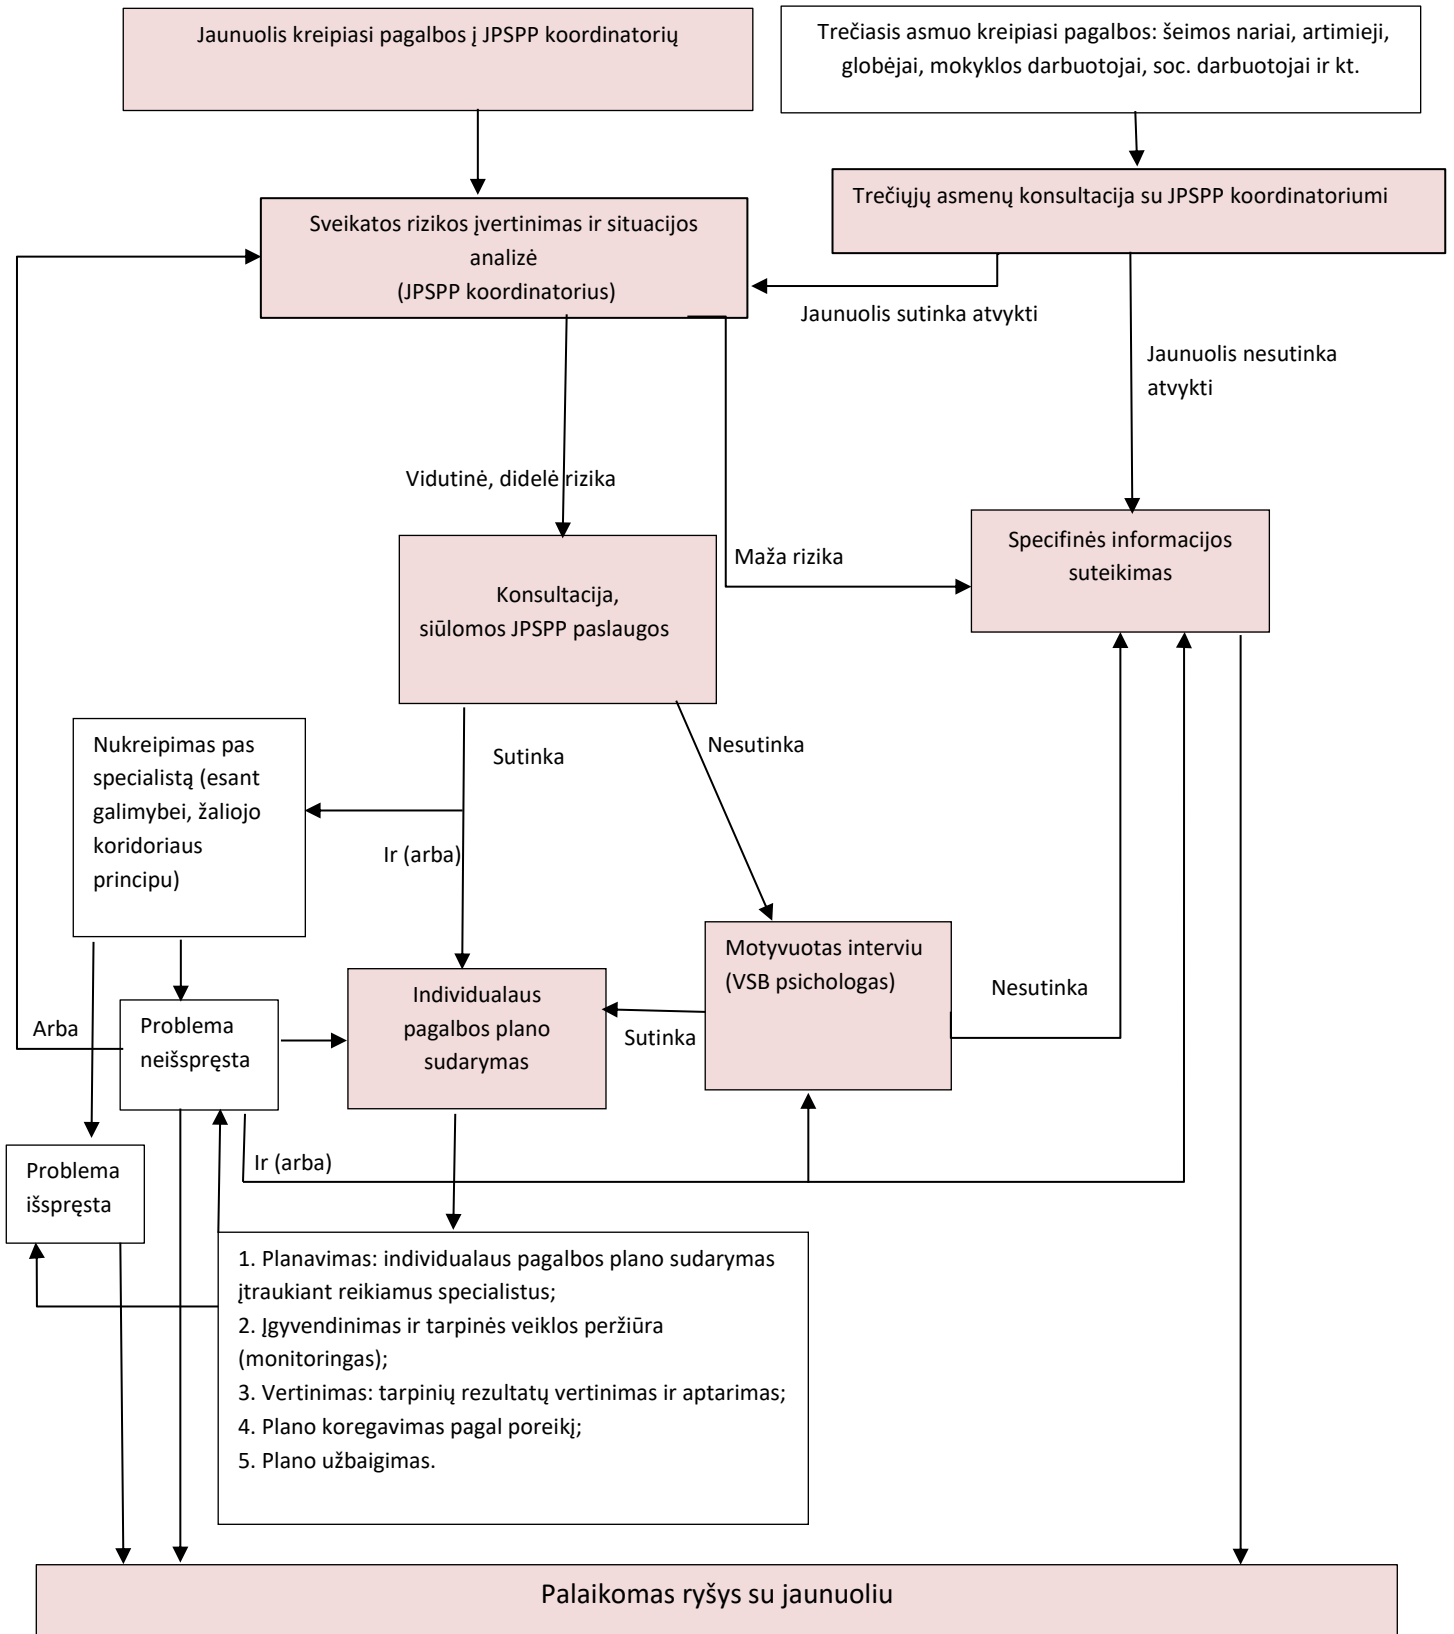 Jaunuolis kreipiasi pagalbos į JPSPP koordinatorių
Trečiasis asmuo kreipiasi pagalbos: šeimos nariai, artimieji,
globėjai, mokyklos darbuotojai, soc. darbuotojai ir kt.
Trečiųjų asmenų konsultacija su JPSPP koordinatoriumi
Sveikatos rizikos įvertinimas ir situacijos
analizė
(JPSPP koordinatorius)
Jaunuolis sutinka atvykti
Jaunuolis nesutinka
atvykti
Vidutinė, didelė rizika
Maža rizika
Specifinės informacijos
suteikimas
Konsultacija,
siūlomos JPSPP paslaugos
Nukreipimas pas
specialistą (esant
galimybei, žaliojo
koridoriaus
principu)
Sutinka
Nesutinka
Ir (arba)
Motyvuotas interviu
(VSB psichologas)
Nesutinka
Sutinka
Individualaus
pagalbos plano
sudarymas
Arba
Problema
neišspręsta
Ir (arba)
Problema
išspręsta
1. Planavimas: individualaus pagalbos plano sudarymas
įtraukiant reikiamus specialistus;
2. Įgyvendinimas ir tarpinės veiklos peržiūra
(monitoringas);
3. Vertinimas: tarpinių rezultatų vertinimas ir aptarimas;
4. Plano koregavimas pagal poreikį;
5. Plano užbaigimas.
Palaikomas ryšys su jaunuoliu